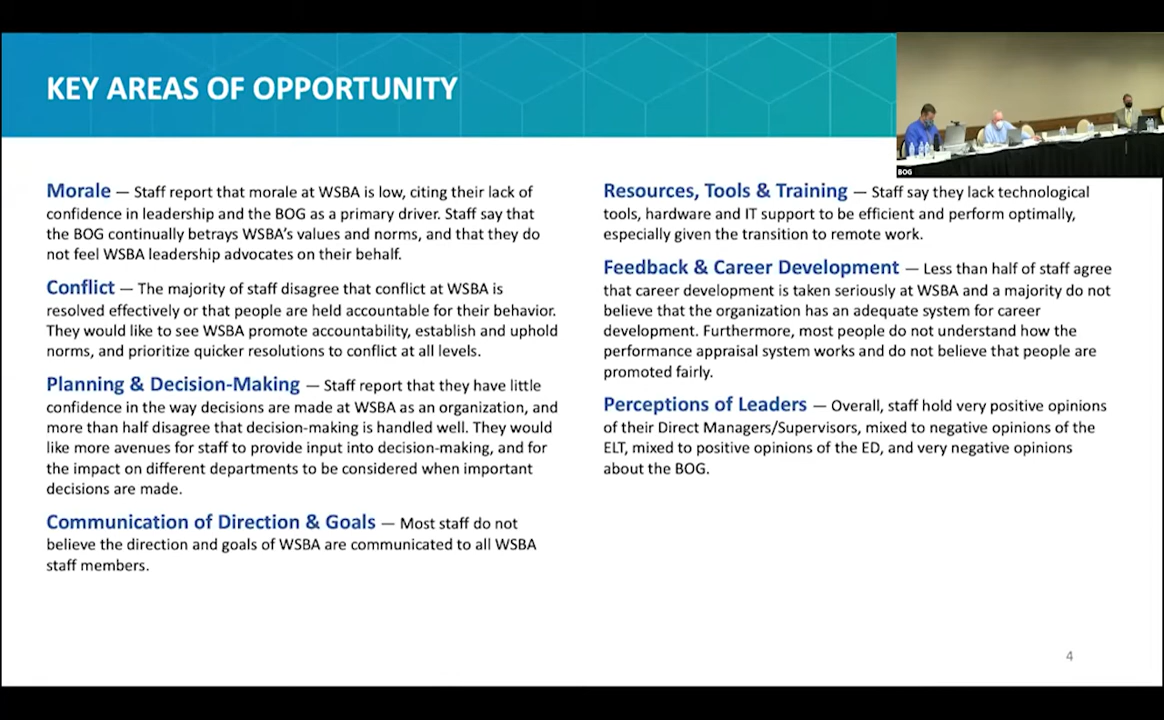 KEY AREAS OF OPPORTUNITY
BOG
Morale — Staff report that morale at WSBA is low, citing their lack of
confidence in leadership and the BOG as a primary driver. Staff say that
the BOG continually betrays WSBA's values and norms, and that they do
not feel WSBA leadership advocates on their behalf.
Conflict — The majority of staff disagree that conflict at WSBA is
resolved effectively or that people are held accountable for their behavior.
They would like to see WSBA promote accountability, establish and uphold
norms, and prioritize quicker resolutions to conflict at all levels.
Planning & Decision-Making — Staff report that they have little
confidence in the way decisions are made at WSBA as an organization, and
more than half disagree that decision-making is handled well. They would
like more avenues for staff to provide input into decision-making, and for
the impact on different departments to be considered when important
decisions are made.
Communication of Direction & Goals — Most staff do not
believe the direction and goals of WSBA are communicated to all WSBA
staff members.
Resources, Tools & Training — Staff say they lack technological
tools, hardware and IT support to be efficient and perform optimally,
especially given the transition to remote work.
Feedback & Career Development — Less than half of staff agree
that career development is taken seriously at WSBA and a majority do not
believe that the organization has an adequate system for career
development. Furthermore, most people do not understand how the
performance appraisal system works and do not believe that people are
promoted fairly.
Perceptions of Leaders — Overall, staff hold very positive opinions
of their Direct Managers/Supervisors, mixed to negative opinions of the
ELT, mixed to positive opinions of the ED, and very negative opinions
about the BOG.
4